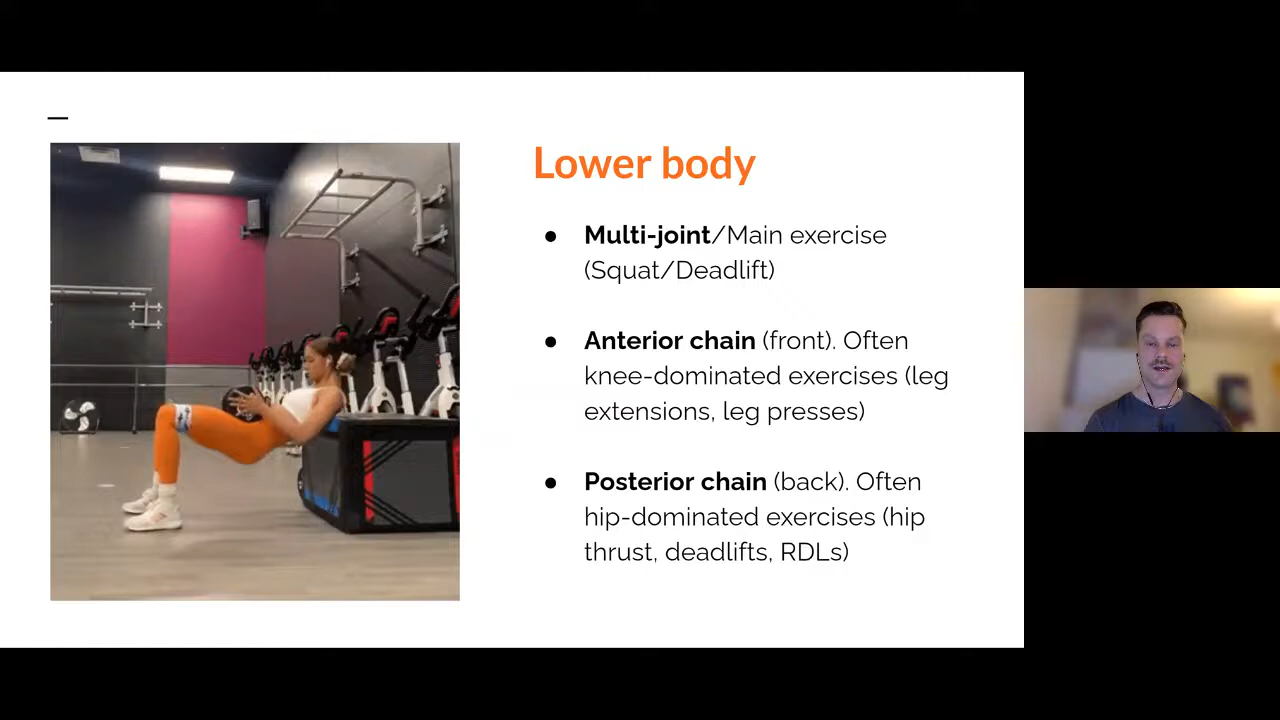 Lower body
● Multi-joint/Main exercise
(Squat/Deadlift)
● Anterior chain (front). Often
knee-dominated exercises (leg
extensions, leg presses)
● Posterior chain (back). Often
hip-dominated exercises (hip
thrust, deadlifts, RDLs)